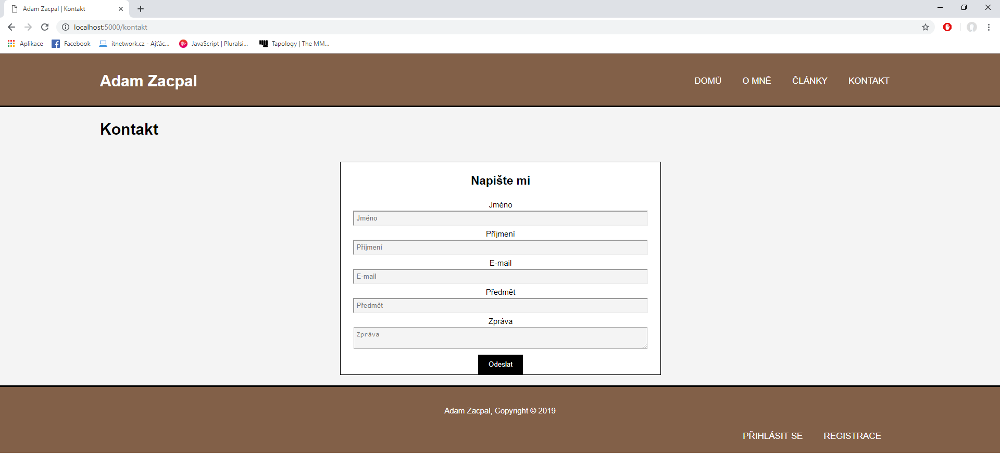 Adam Zacpal | Kontakt
localhost:5000/kontakt
Aplikace Facebook itnetwork.cz - Ajťác... JavaScript | Pluralsi... Tapology | The MM...
Adam Zacpal DOMŮ O MNĚ ČLÁNKY KONTAKT
Kontakt
Napište mi
Jméno
Jméno
Příjmení
Příjmení
E-mail
E-mail
Předmět
Předmět
Zpráva
Zpráva
Odeslat
Adam Zacpal, Copyright © 2019
PŘIHLÁSIT SE REGISTRACE